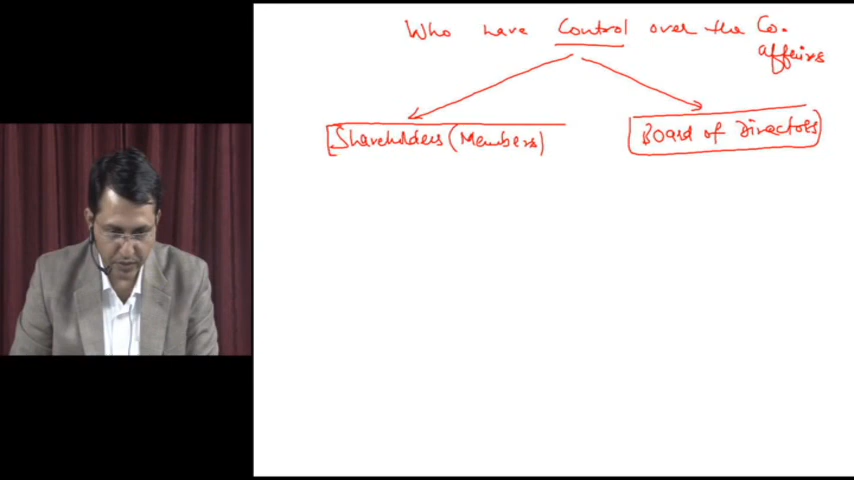 Who have Control over the Co.
affairs
Shareholders (Members)
Board of Directors